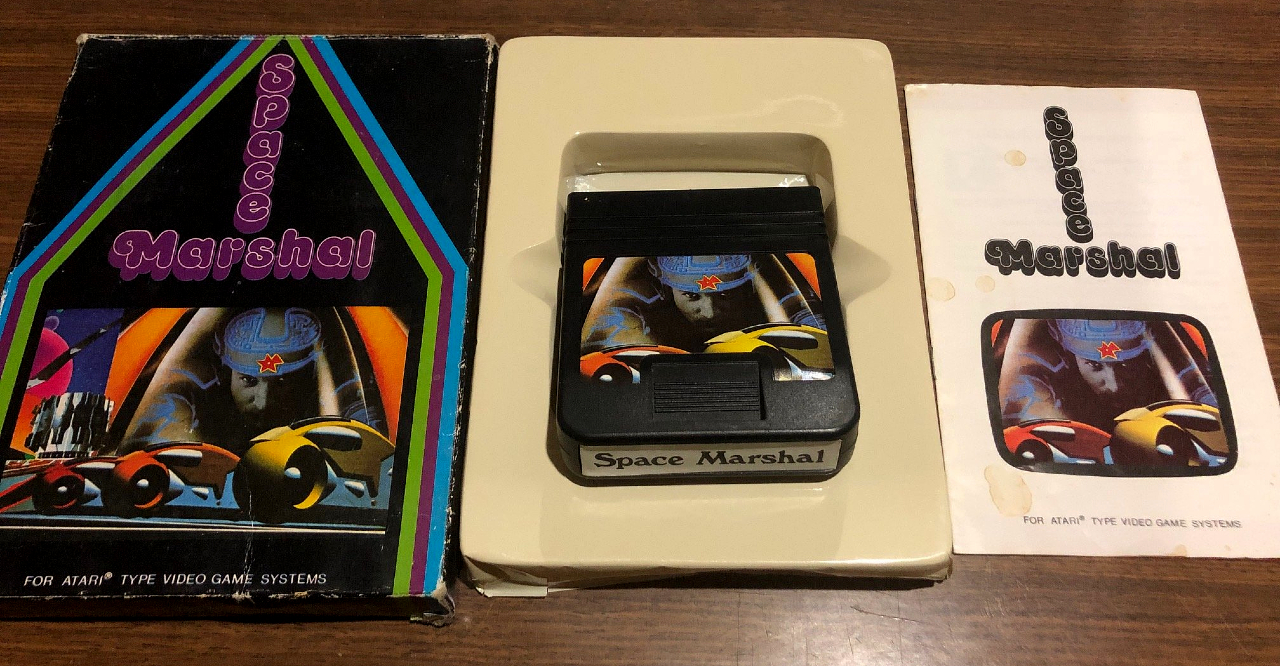 Space
Marshal
FOR ATARI® TYPE VIDEO GAME SYSTEMS
Space Marshal
Space
Marshal
FOR ATARI® TYPE VIDEO GAME SYSTEMS